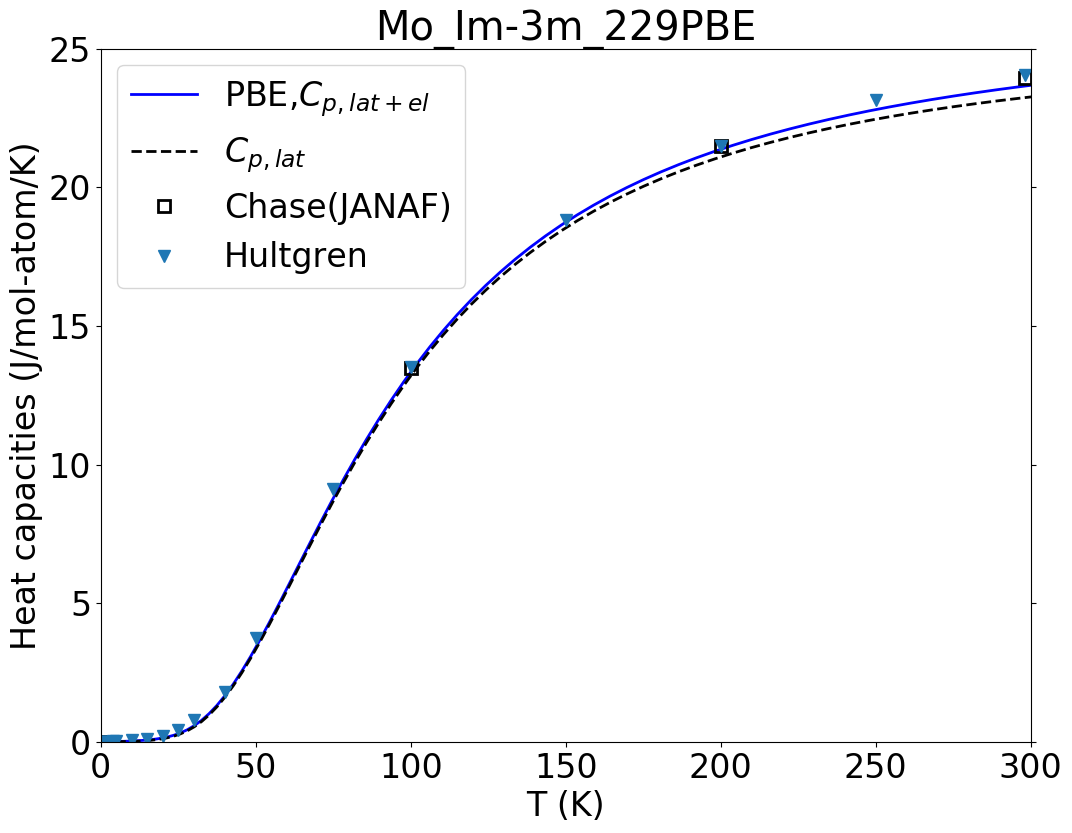 Mo_Im-3m_229PBE
25
20
15
10
5
0
Heat capacities (J/mol-atom/K)
PBE,C_{p,lat+el}
C_{p,lat}
Chase(JANAF)
Hultgren
0 50 100 150 200 250 300
T (K)